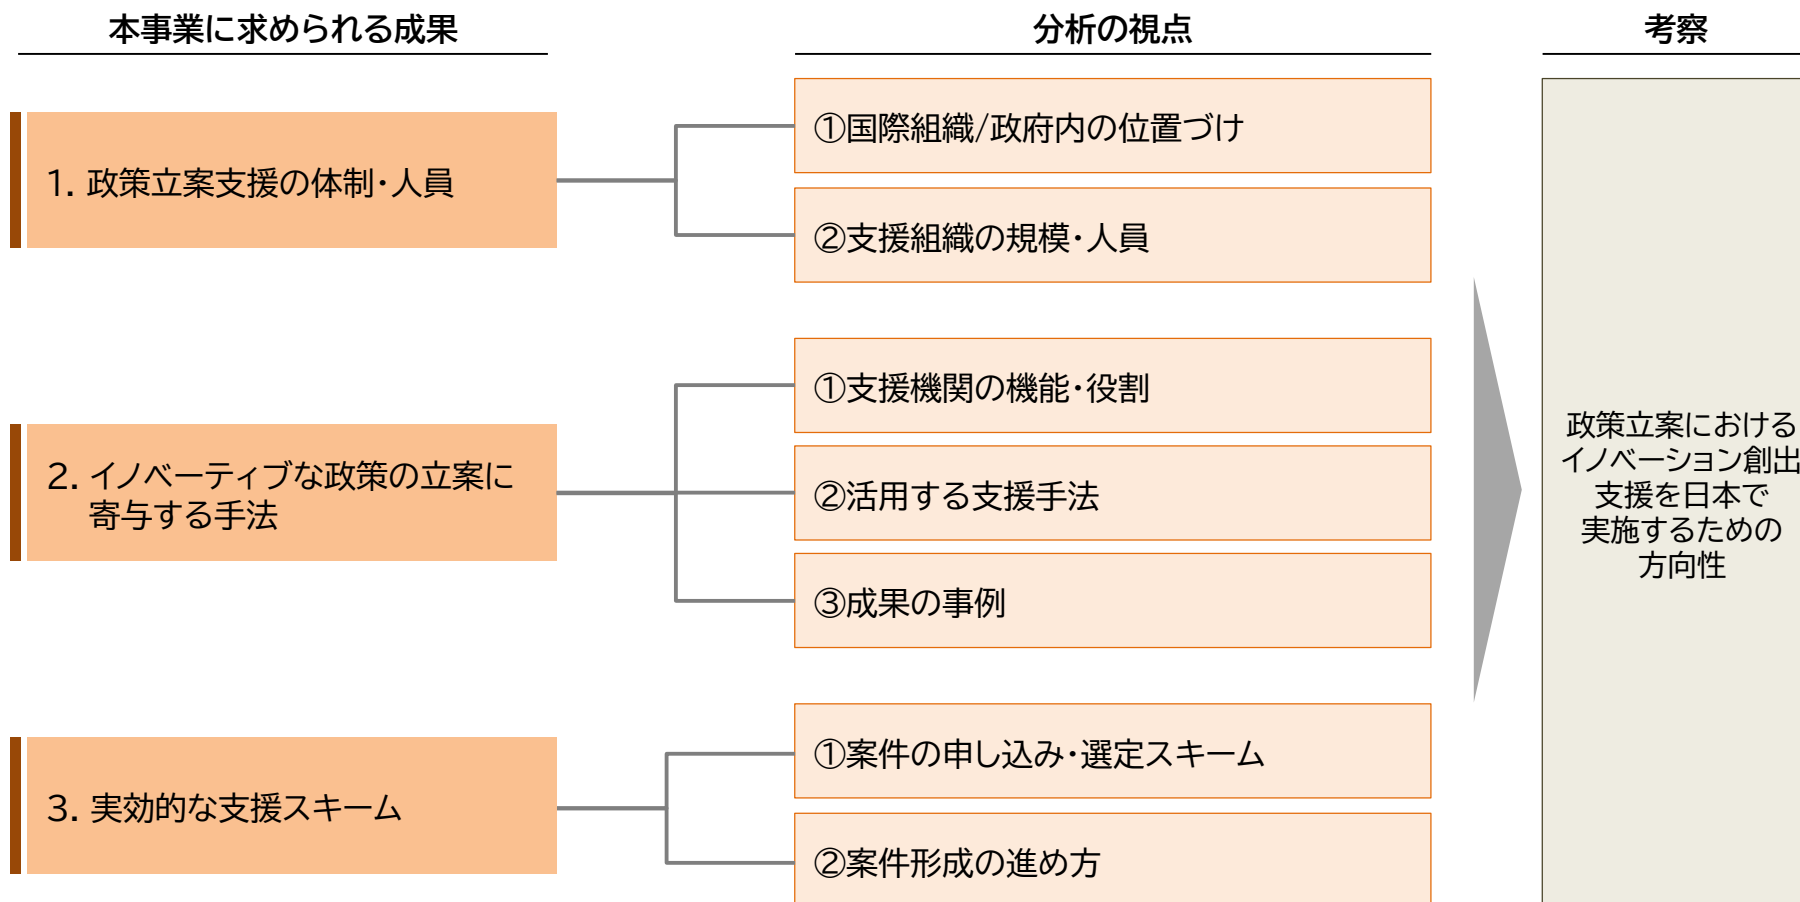 本事業に求められる成果
分析の視点
考察
1. 政策立案支援の体制・人員
①国際組織/政府内の位置づけ
②支援組織の規模・人員
2. イノベーティブな政策の立案に
寄与する手法
①支援機関の機能・役割
②活用する支援手法
③成果の事例
3. 実効的な支援スキーム
①案件の申し込み・選定スキーム
②案件形成の進め方
政策立案における
イノベーション創出
支援を日本で
実施するための
方向性